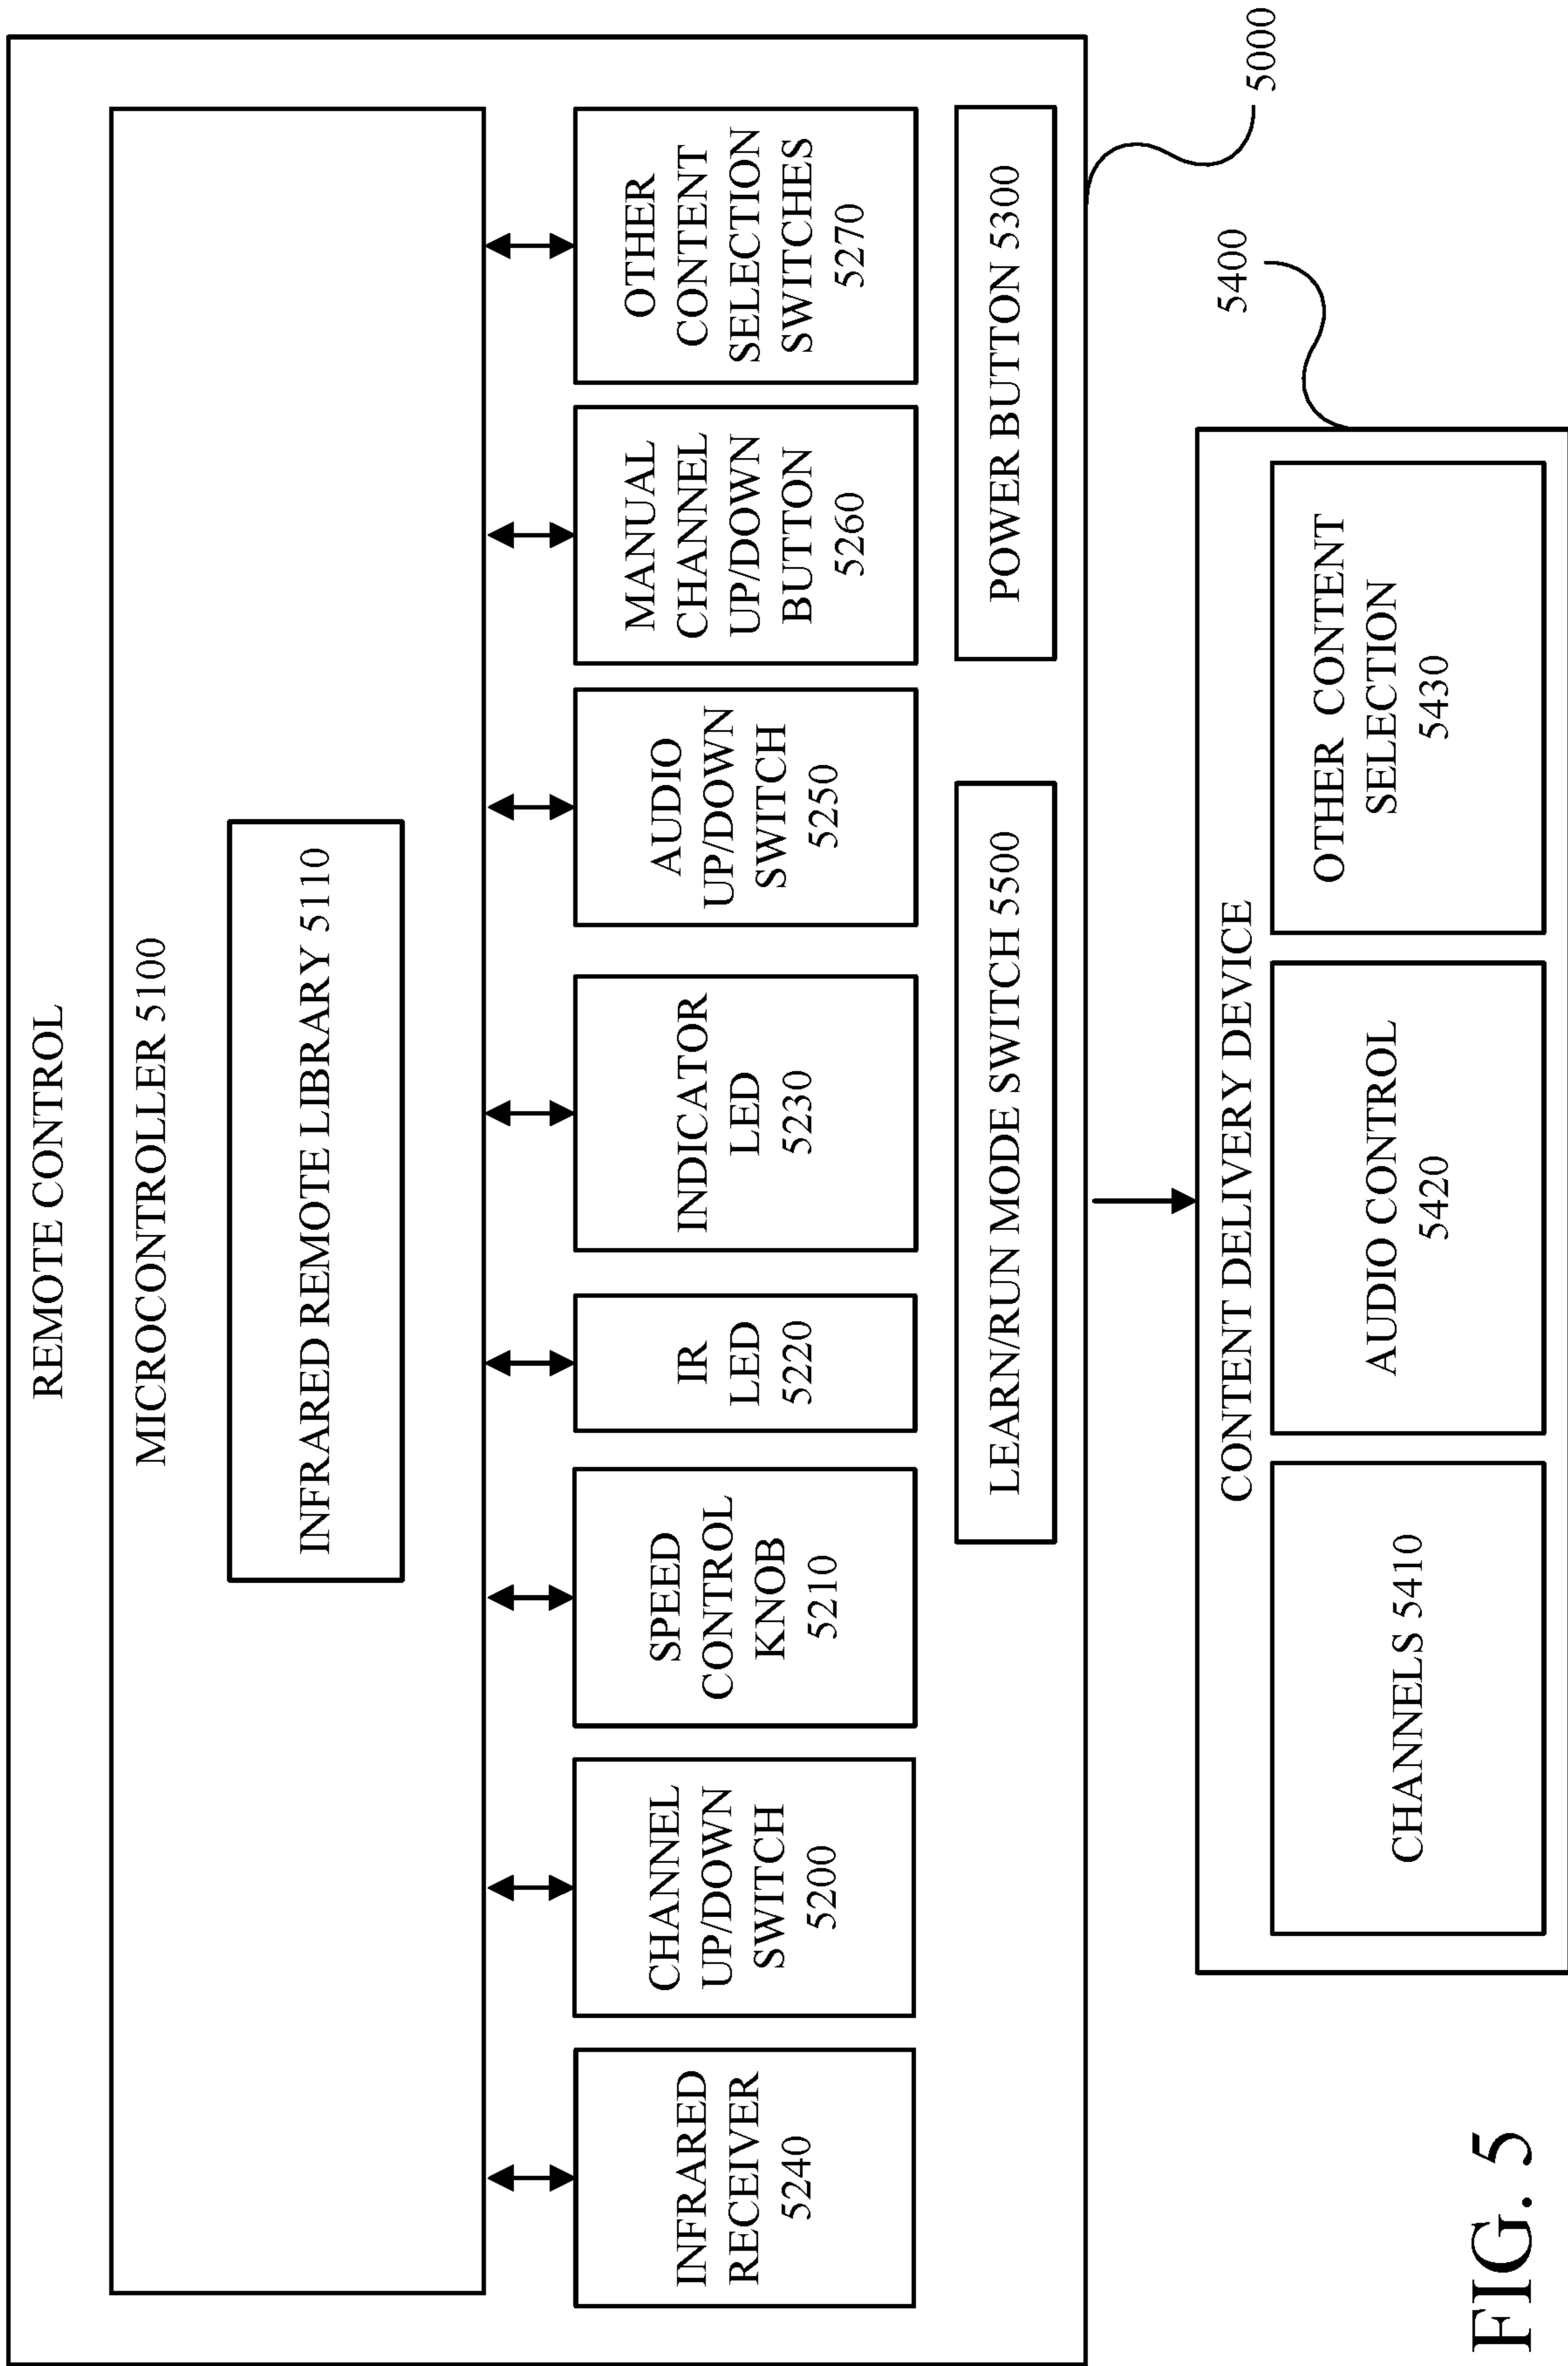 REMOTE CONTROL
MICROCONTROLLER 5100
INFRARED REMOTE LIBRARY 5110
INFRARED
RECEIVER
5240
CHANNEL
UP/DOWN
SWITCH
5200
SPEED
CONTROL
KNOB
5210
IR
LED
5220
INDICATOR
LED
5230
AUDIO
UP/DOWN
SWITCH
5250
MANUAL
CHANNEL
UP/DOWN
BUTTON
5260
OTHER
CONTENT
SELECTION
SWITCHES
5270
LEARN/RUN MODE SWITCH 5500
POWER BUTTON 5300
5000
5400
CONTENT DELIVERY DEVICE
CHANNELS 5410
AUDIO CONTROL
5420
OTHER CONTENT
SELECTION
5430
FIG. 5